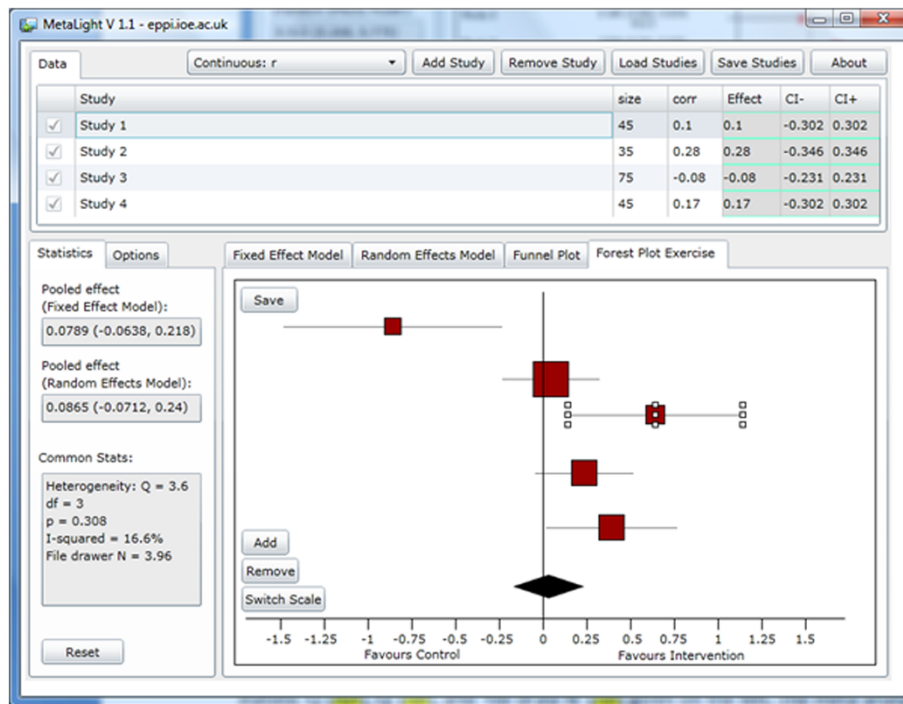 MetaLight V 1.1 - eppi.ioe.ac.uk
Data
Continuous: r
Add Study
Remove Study
Load Studies
Save Studies
About
Study size corr Effect CI- CI+
Study 1 45 0.1 0.1 -0.302 0.302
Study 2 35 0.28 0.28 -0.346 0.346
Study 3 75 -0.08 -0.08 -0.231 0.231
Study 4 45 0.17 0.17 -0.302 0.302
Statistics
Options
Pooled effect
(Fixed Effect Model):
0.0789 (-0.0638, 0.218)
Pooled effect
(Random Effects Model):
0.0865 (-0.0712, 0.24)
Common Stats:
Heterogeneity: Q = 3.6
df = 3
p = 0.308
I-squared = 16.6%
File drawer N = 3.96
Reset
Fixed Effect Model
Random Effects Model
Funnel Plot
Forest Plot Exercise
Save
Add
Remove
Switch Scale
-1.5 -1.25 -1 -0.75 -0.5 -0.25 0 0.25 0.5 0.75 1 1.25 1.5
Favours Control
Favours Intervention